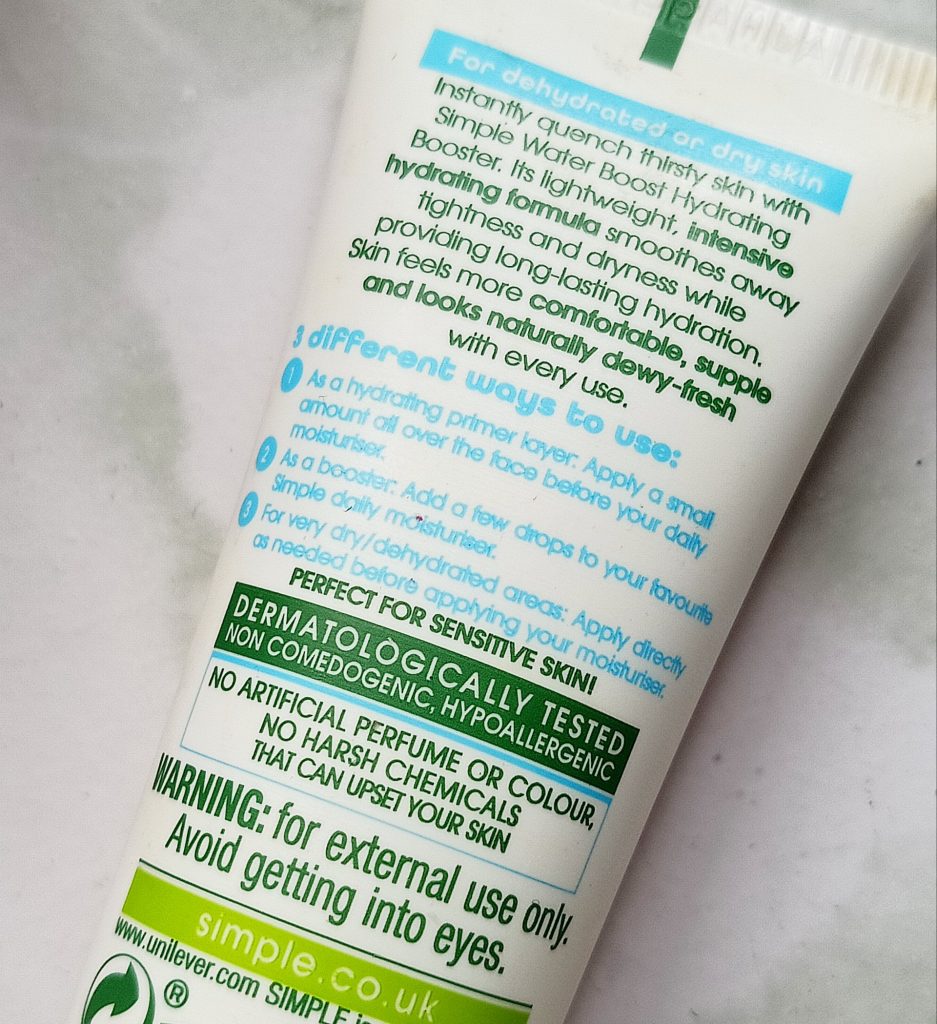 For dehydrated or dry skin
Instantly quench thirsty skin with
Simple Water Boost Hydrating
Booster. Its lightweight, intensive
hydrating formula smoothes away
tightness and dryness while
providing long-lasting hydration.
Skin feels more comfortable, supple
and looks naturally dewy-fresh
with every use.
3 different ways to use:
1 As a hydrating primer layer: Apply a small
amount all over the face before your daily
moisturiser.
2 As a booster: Add a few drops to your favourite
Simple daily moisturiser.
3 For very dry/dehydrated areas: Apply directly
as needed before applying your moisturiser.
PERFECT FOR SENSITIVE SKIN!
DERMATOLOGICALLY TESTED
NON COMEDOGENIC, HYPOALLERGENIC
NO ARTIFICIAL PERFUME OR COLOUR,
NO HARSH CHEMICALS
THAT CAN UPSET YOUR SKIN
WARNING: for external use only.
Avoid getting into eyes.
simple.co.uk
www.unilever.com SIMPLE is
®